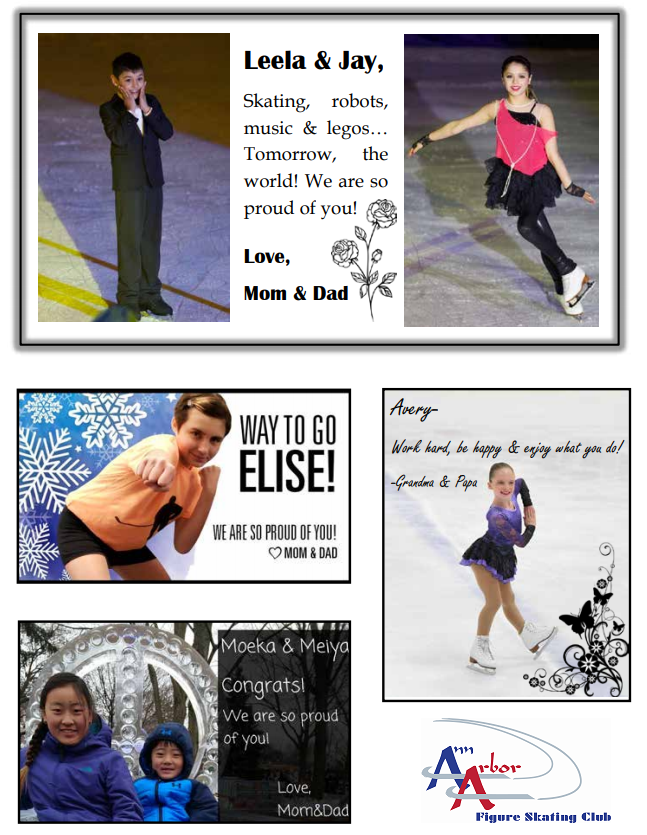 Leela & Jay,
Skating, robots,
music & legos…
Tomorrow, the
world! We are so
proud of you!
Love,
Mom & Dad
WAY TO GO
ELISE!
WE ARE SO PROUD OF YOU!
♡ MOM & DAD
Avery-
Work hard, be happy & enjoy what you do!
-Grandma & Papa
Moeka & Meiya
Congrats!
We are so proud
of you!
Love,
Mom&Dad
Ann
Arbor
Figure Skating Club